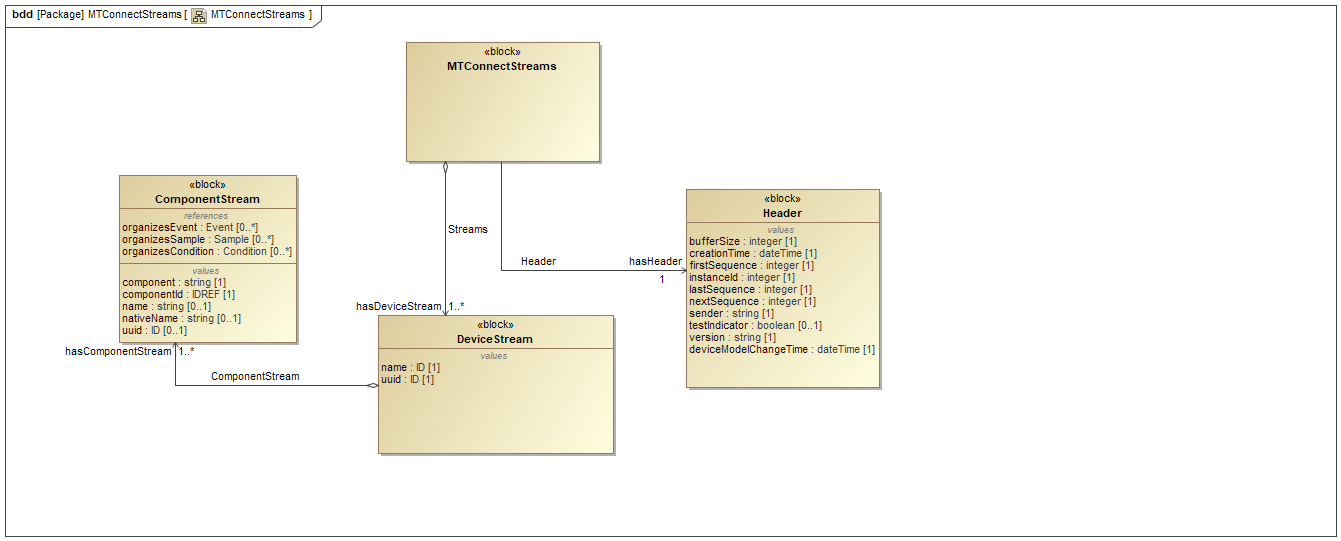 bdd [Package] MTConnectStreams [ MTConnectStreams ]
«block»
MTConnectStreams
Streams
hasDeviceStream 1..*
Header
hasHeader
1
«block»
ComponentStream
references
organizesEvent : Event [0..*]
organizesSample : Sample [0..*]
organizesCondition : Condition [0..*]
values
component : string [1]
componentId : IDREF [1]
name : string [0..1]
nativeName : string [0..1]
uuid : ID [0..1]
hasComponentStream 1..*
ComponentStream
«block»
DeviceStream
values
name : ID [1]
uuid : ID [1]
«block»
Header
values
bufferSize : integer [1]
creationTime : dateTime [1]
firstSequence : integer [1]
instanceId : integer [1]
lastSequence : integer [1]
nextSequence : integer [1]
sender : string [1]
testIndicator : boolean [0..1]
version : string [1]
deviceModelChangeTime : dateTime [1]